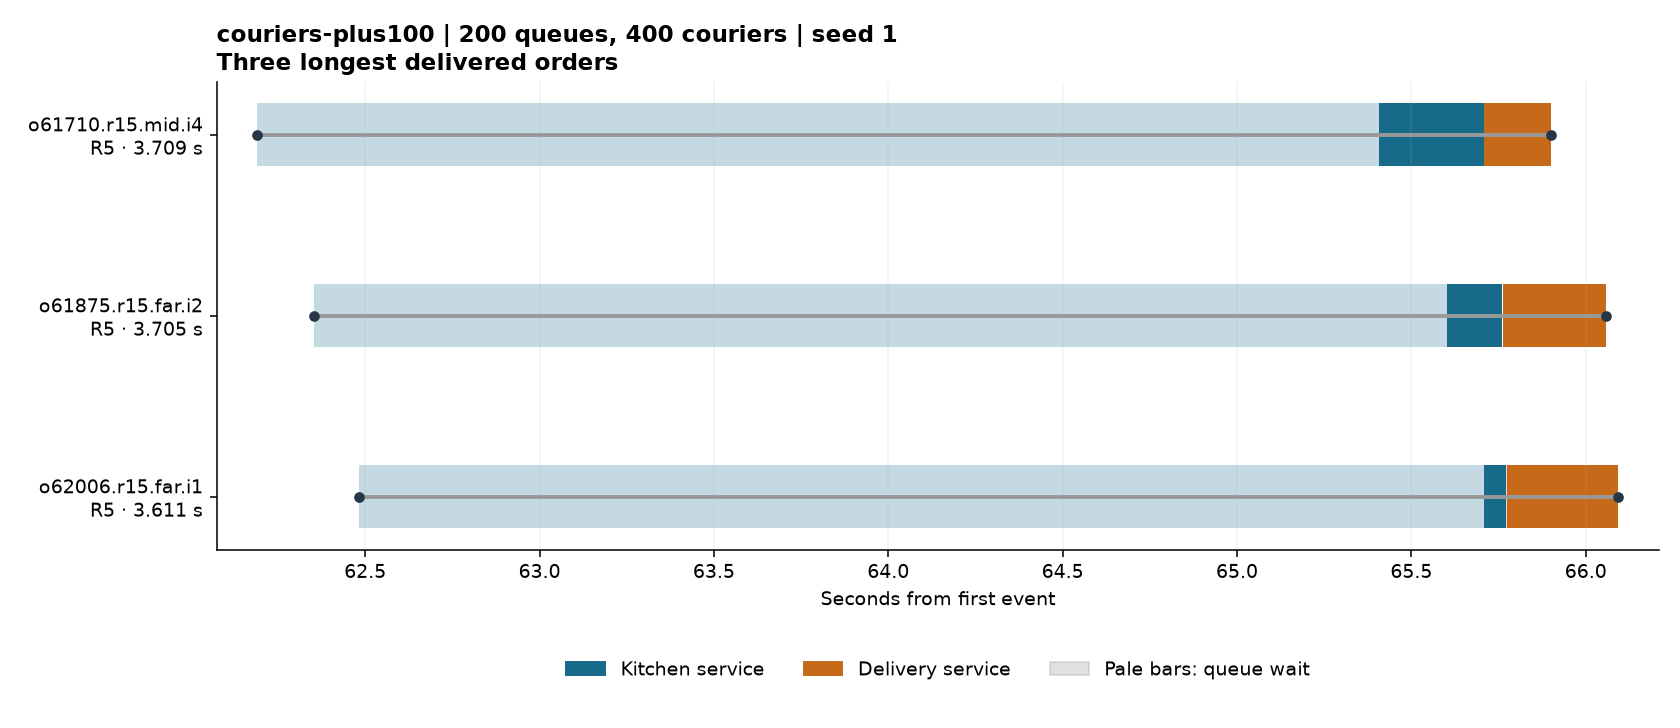 couriers-plus100 | 200 queues, 400 couriers | seed 1
Three longest delivered orders
o61710.r15.mid.i4
R5 · 3.709 s
o61875.r15.far.i2
R5 · 3.705 s
o62006.r15.far.i1
R5 · 3.611 s
62.5 63.0 63.5 64.0 64.5 65.0 65.5 66.0
Seconds from first event
Kitchen service Delivery service Pale bars: queue wait